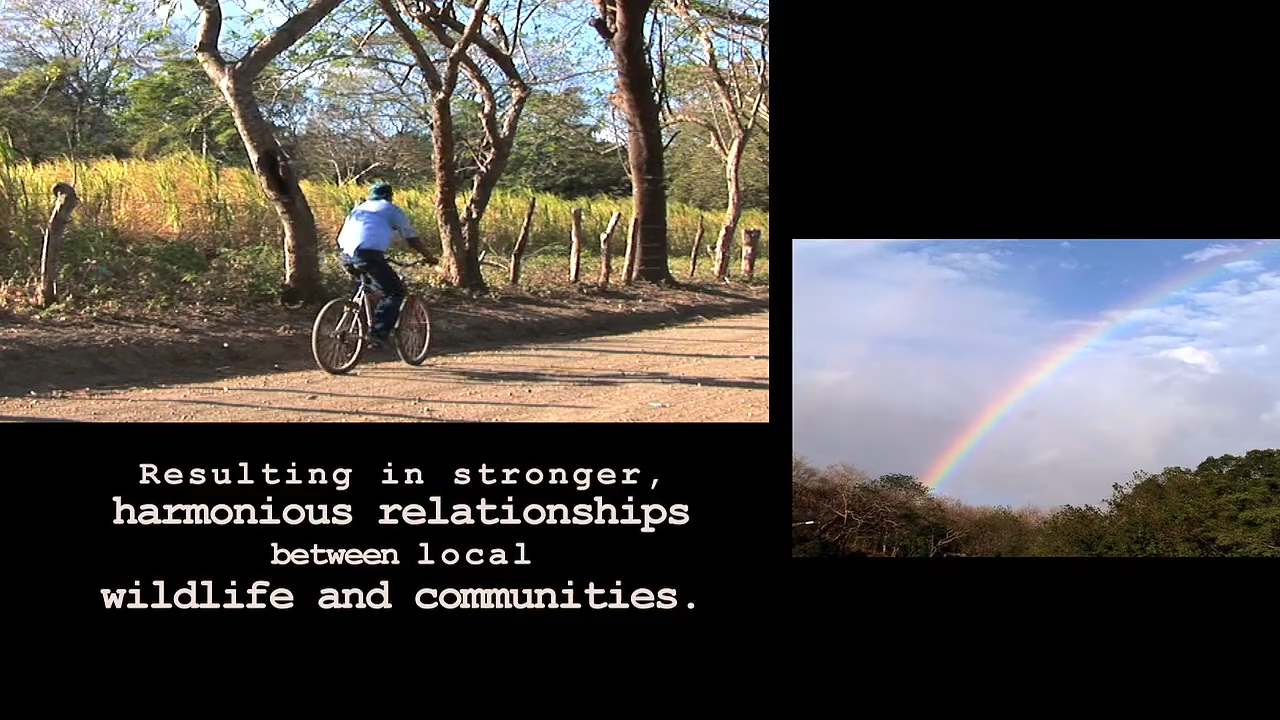 Resulting in stronger,
harmonious relationships
between local
wildlife and communities.